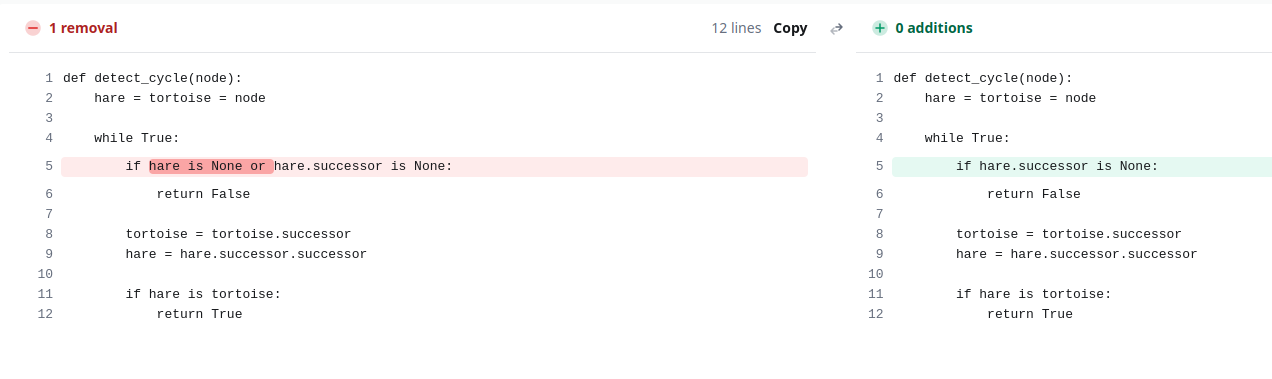 1 removal
12 lines Copy
0 additions
1 def detect_cycle(node):
2     hare = tortoise = node
3
4     while True:
5         if hare is None or hare.successor is None:
6             return False
7
8         tortoise = tortoise.successor
9         hare = hare.successor.successor
10
11         if hare is tortoise:
12             return True
1 def detect_cycle(node):
2     hare = tortoise = node
3
4     while True:
5         if hare.successor is None:
6             return False
7
8         tortoise = tortoise.successor
9         hare = hare.successor.successor
10
11         if hare is tortoise:
12             return True